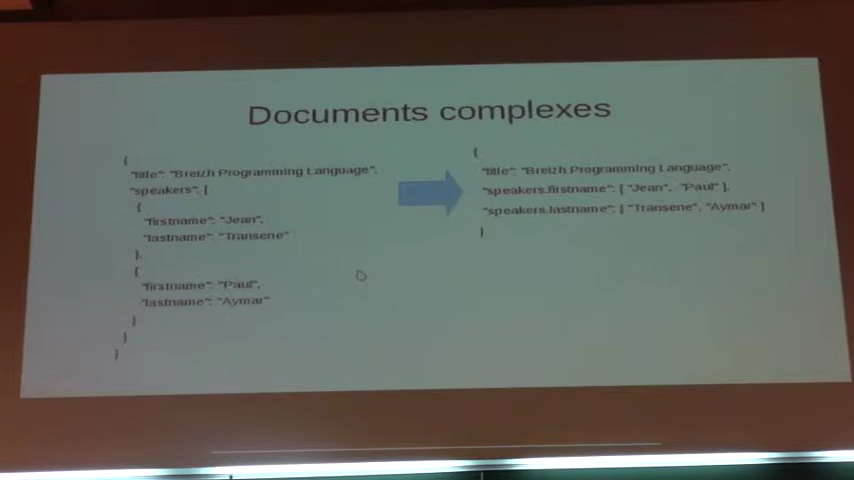 Documents complexes
{
"title": "Breizh Programming Language",
"speakers": [
{
"firstname": "Jean",
"lastname": "Transene"
},
{
"firstname": "Paul",
"lastname": "Aymar"
}
]
}
{
"title": "Breizh Programming Language",
"speakers.firstname": [ "Jean", "Paul" ],
"speakers.lastname": [ "Transene", "Aymar" ]
}